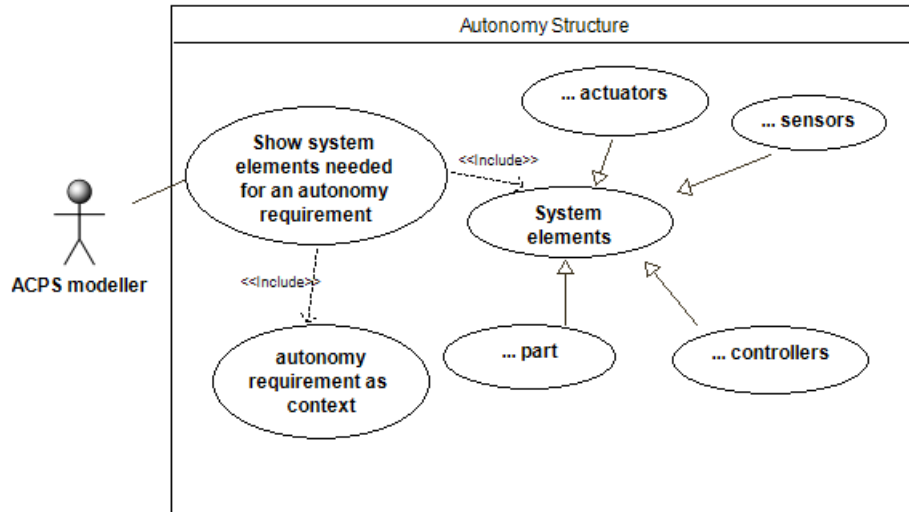 Autonomy Structure
... actuators
... sensors
Show system
elements needed
for an autonomy
requirement
<<Include>>
System
elements
ACPS modeller
<<Include>>
... part
... controllers
autonomy
requirement as
context